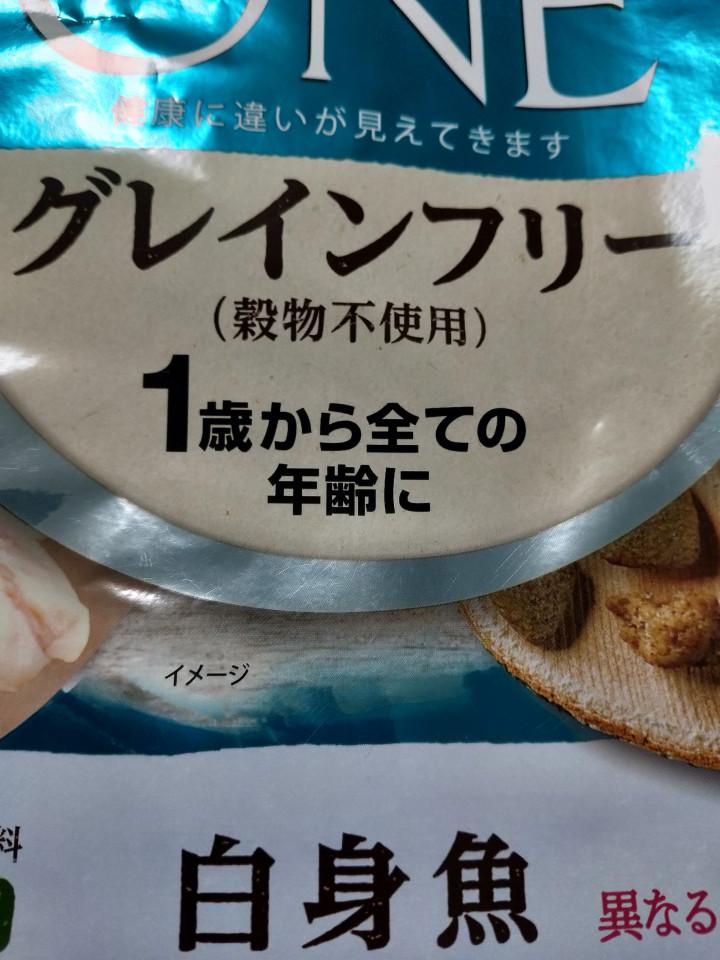 ONE
健康に違いが見えてきます
グレインフリー
(穀物不使用)
1歳から全ての
年齢に
イメージ
料
白身魚
異なる